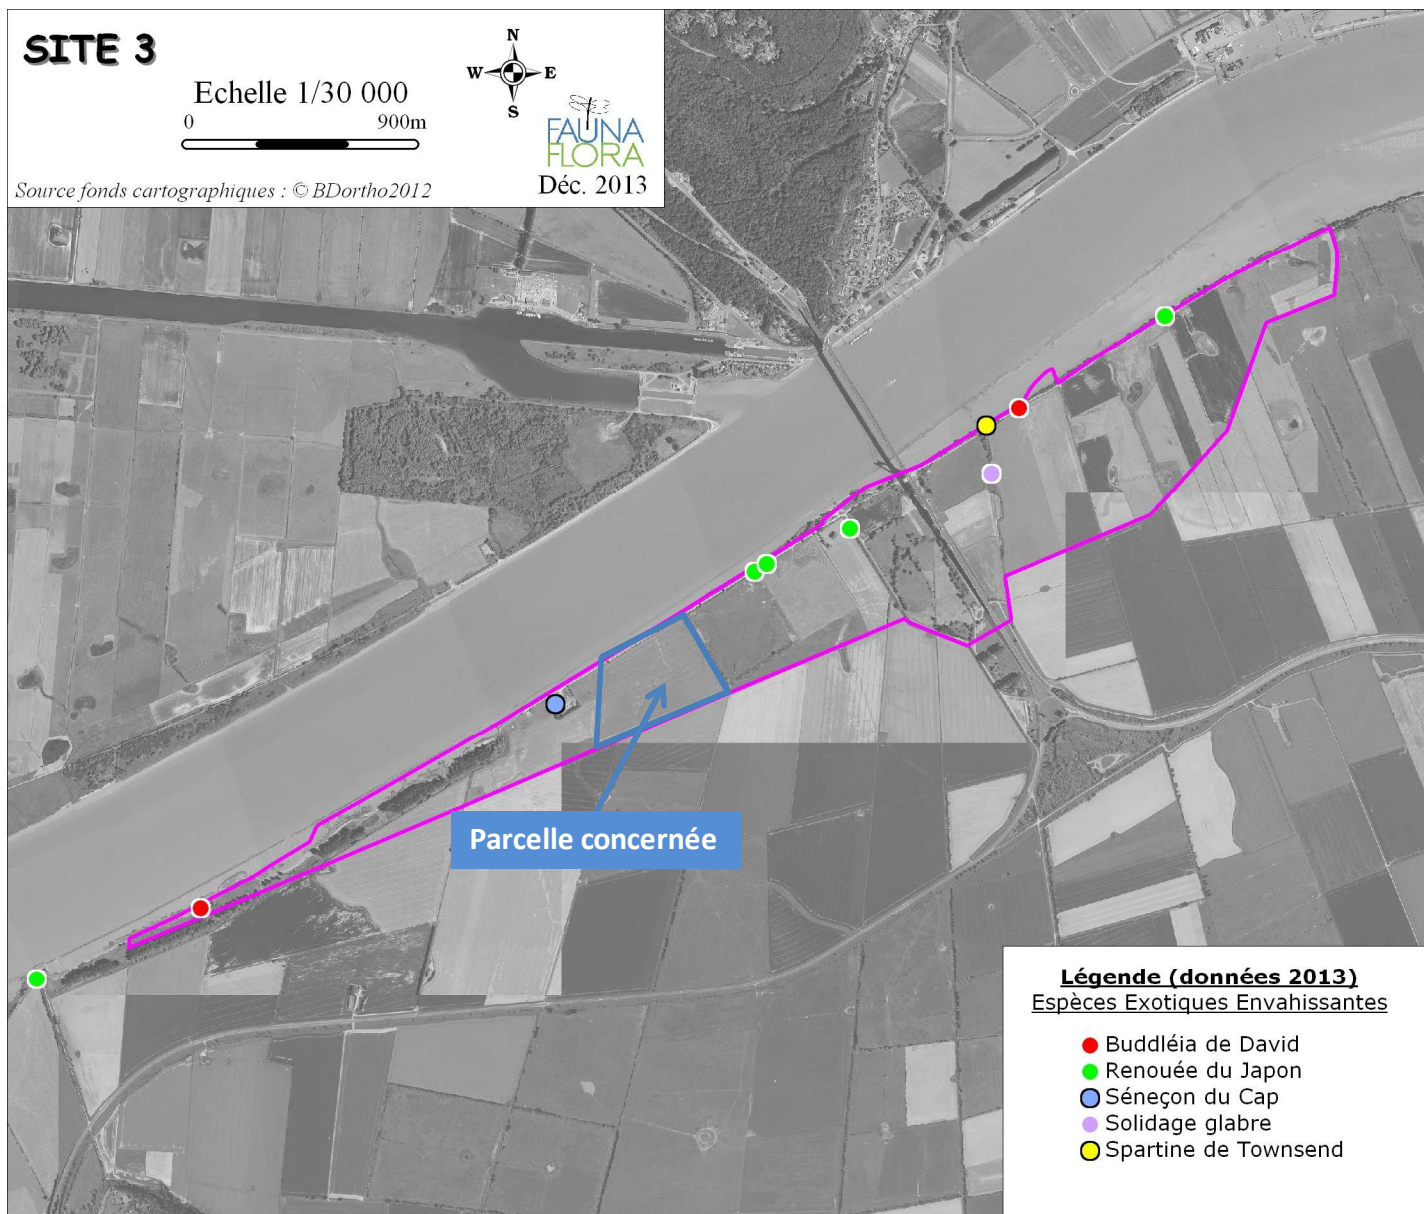 SITE 3
Echelle 1/30 000
0 900m
N
W E
S
FAUNA
FLORA
Déc. 2013
Source fonds cartographiques : © BDortho2012
Parcelle concernée
Légende (données 2013)
Espèces Exotiques Envahissantes
Buddléia de David
Renouée du Japon
Séneçon du Cap
Solidage glabre
Spartine de Townsend